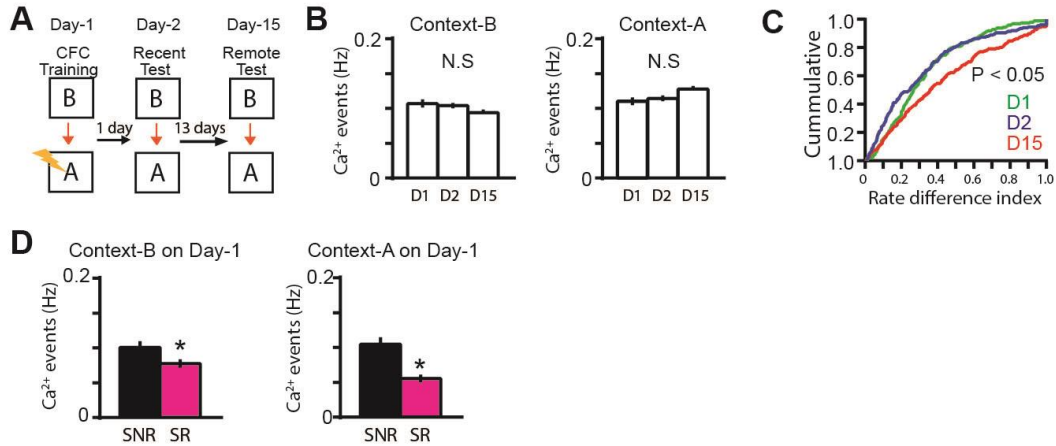 A
Day-1 Day-2 Day-15
CFC Recent Remote
Training Test Test
B B B
1 day 13 days
A A A
B
Context-B Context-A
0.2 0.2
N.S N.S
Ca²⁺ events (Hz) Ca²⁺ events (Hz)
0 0
D1 D2 D15 D1 D2 D15
C
Cummulative
1.0
0.8
0.6
0.4
0.2
1.0
P < 0.05
D1
D2
D15
0 0.2 0.4 0.6 0.8 1.0
Rate difference index
D
Context-B on Day-1 Context-A on Day-1
0.2 0.2
Ca²⁺ events (Hz) Ca²⁺ events (Hz)
* *
0 0
SNR SR SNR SR